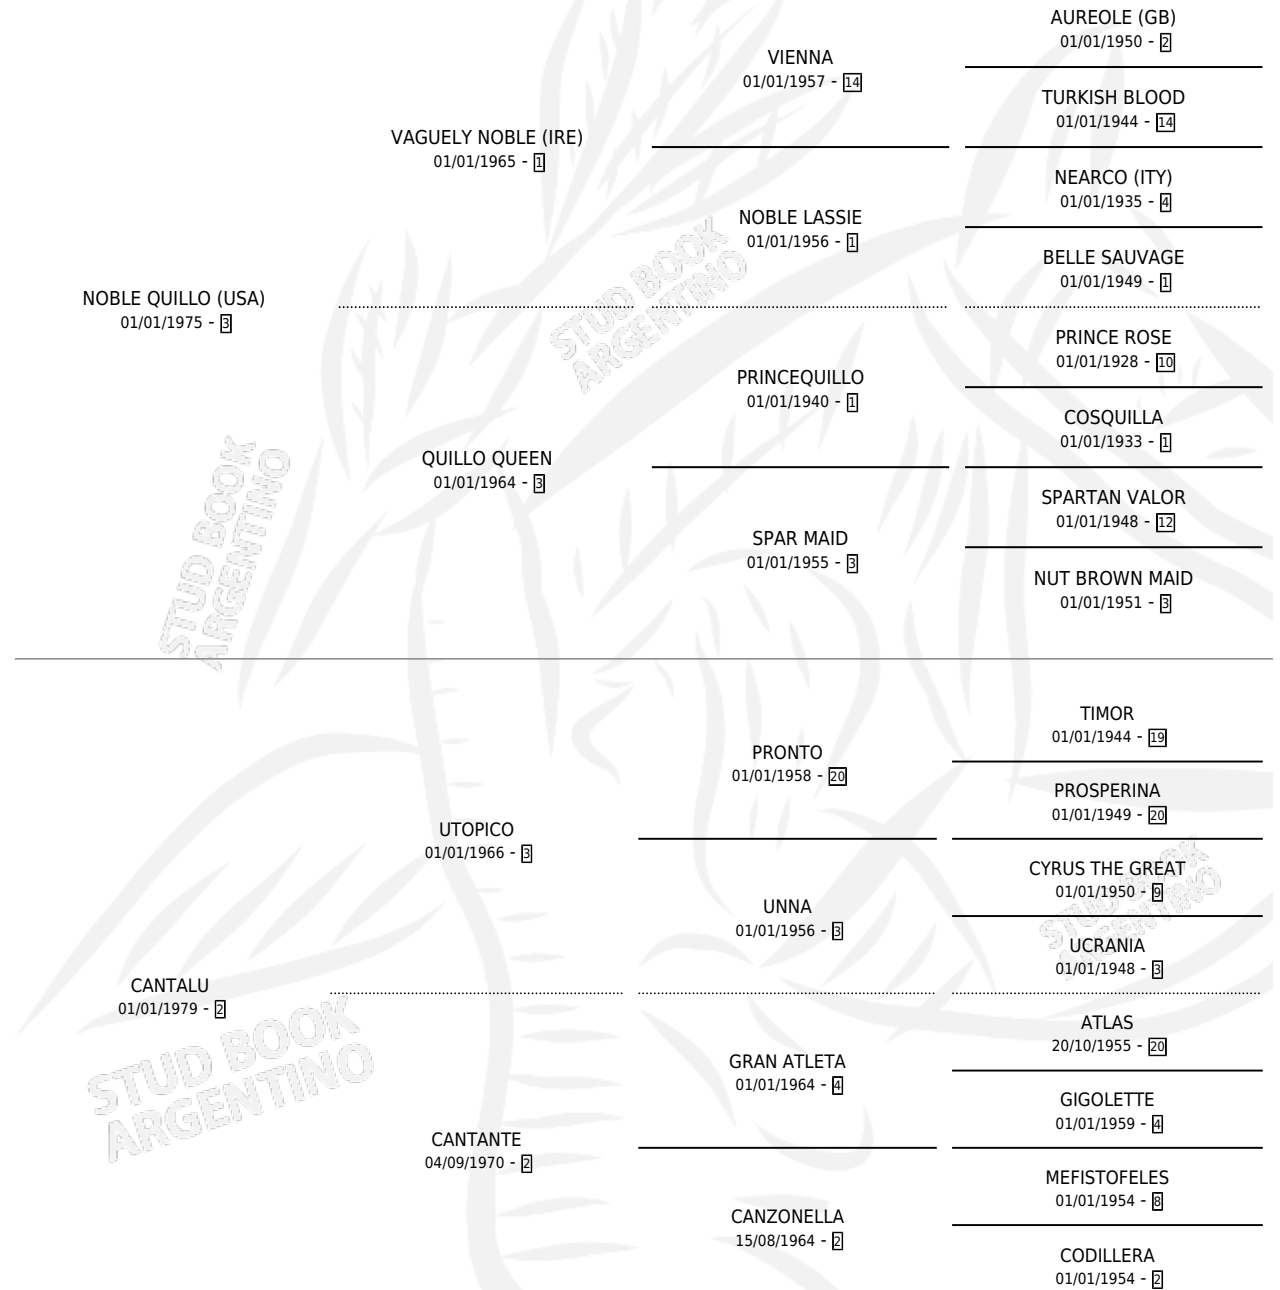 AUREOLE (GB)
01/01/1950 - 2
VIENNA
01/01/1957 - 14
TURKISH BLOOD
01/01/1944 - 14
VAGUELY NOBLE (IRE)
01/01/1965 - 1
NEARCO (ITY)
01/01/1935 - 4
NOBLE LASSIE
01/01/1956 - 1
BELLE SAUVAGE
01/01/1949 - 1
NOBLE QUILLO (USA)
01/01/1975 - 3
PRINCE ROSE
01/01/1928 - 10
PRINCEQUILLO
01/01/1940 - 1
COSQUILLA
01/01/1933 - 1
QUILLO QUEEN
01/01/1964 - 3
SPARTAN VALOR
01/01/1948 - 12
SPAR MAID
01/01/1955 - 3
NUT BROWN MAID
01/01/1951 - 3
STUD BOOK
ARGENTINO
STUD BOOK
ARGENTINO
TIMOR
01/01/1944 - 19
PRONTO
01/01/1958 - 20
PROSPERINA
01/01/1949 - 20
UTOPICO
01/01/1966 - 3
CYRUS THE GREAT
01/01/1950 - 9
UNNA
01/01/1956 - 3
UCRANIA
01/01/1948 - 3
CANTALU
01/01/1979 - 2
ATLAS
20/10/1955 - 20
GRAN ATLETA
01/01/1964 - 4
GIGOLETTE
01/01/1959 - 4
CANTANTE
04/09/1970 - 2
MEFISTOFELES
01/01/1954 - 8
CANZONELLA
15/08/1964 - 2
CODILLERA
01/01/1954 - 2
STUD BOOK
ARGENTINO
STUD BOOK
ARGENTINO